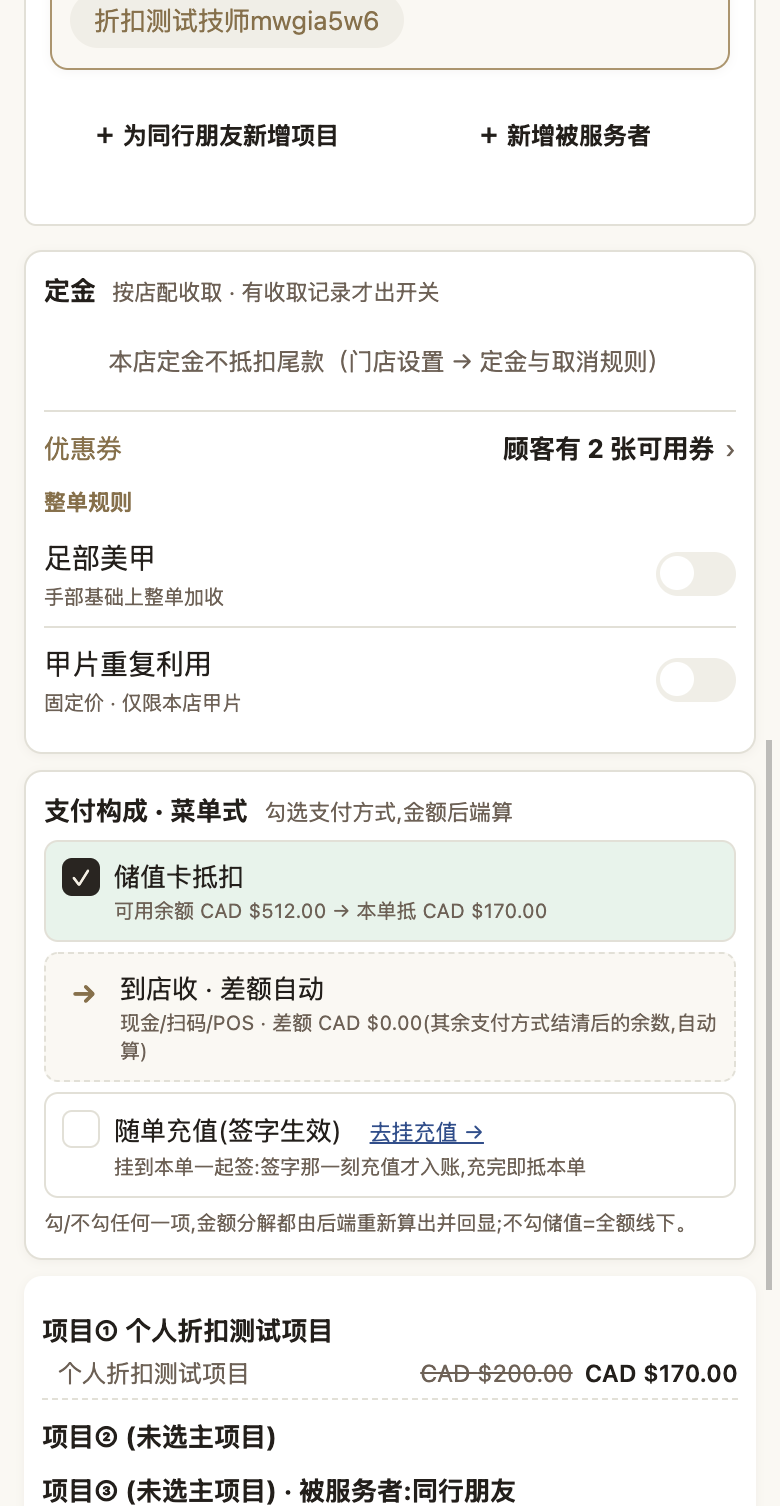 折扣测试技师mwgia5w6
+ 为同行朋友新增项目 + 新增被服务者
定金 按店配收取 · 有收取记录才出开关
本店定金不抵扣尾款（门店设置 → 定金与取消规则）
优惠券 顾客有 2 张可用券 ›
整单规则
足部美甲
手部基础上整单加收
甲片重复利用
固定价 · 仅限本店甲片
支付构成 · 菜单式 勾选支付方式,金额后端算
储值卡抵扣
可用余额 CAD $512.00 → 本单抵 CAD $170.00
→ 到店收 · 差额自动
现金/扫码/POS · 差额 CAD $0.00(其余支付方式结清后的余数,自动
算)
随单充值(签字生效) 去挂充值 →
挂到本单一起签:签字那一刻充值才入账,充完即抵本单
勾/不勾任何一项,金额分解都由后端重新算出并回显;不勾储值=全额线下。
项目① 个人折扣测试项目
个人折扣测试项目 CAD $200.00 CAD $170.00
项目② (未选主项目)
项目③ (未选主项目) · 被服务者:同行朋友